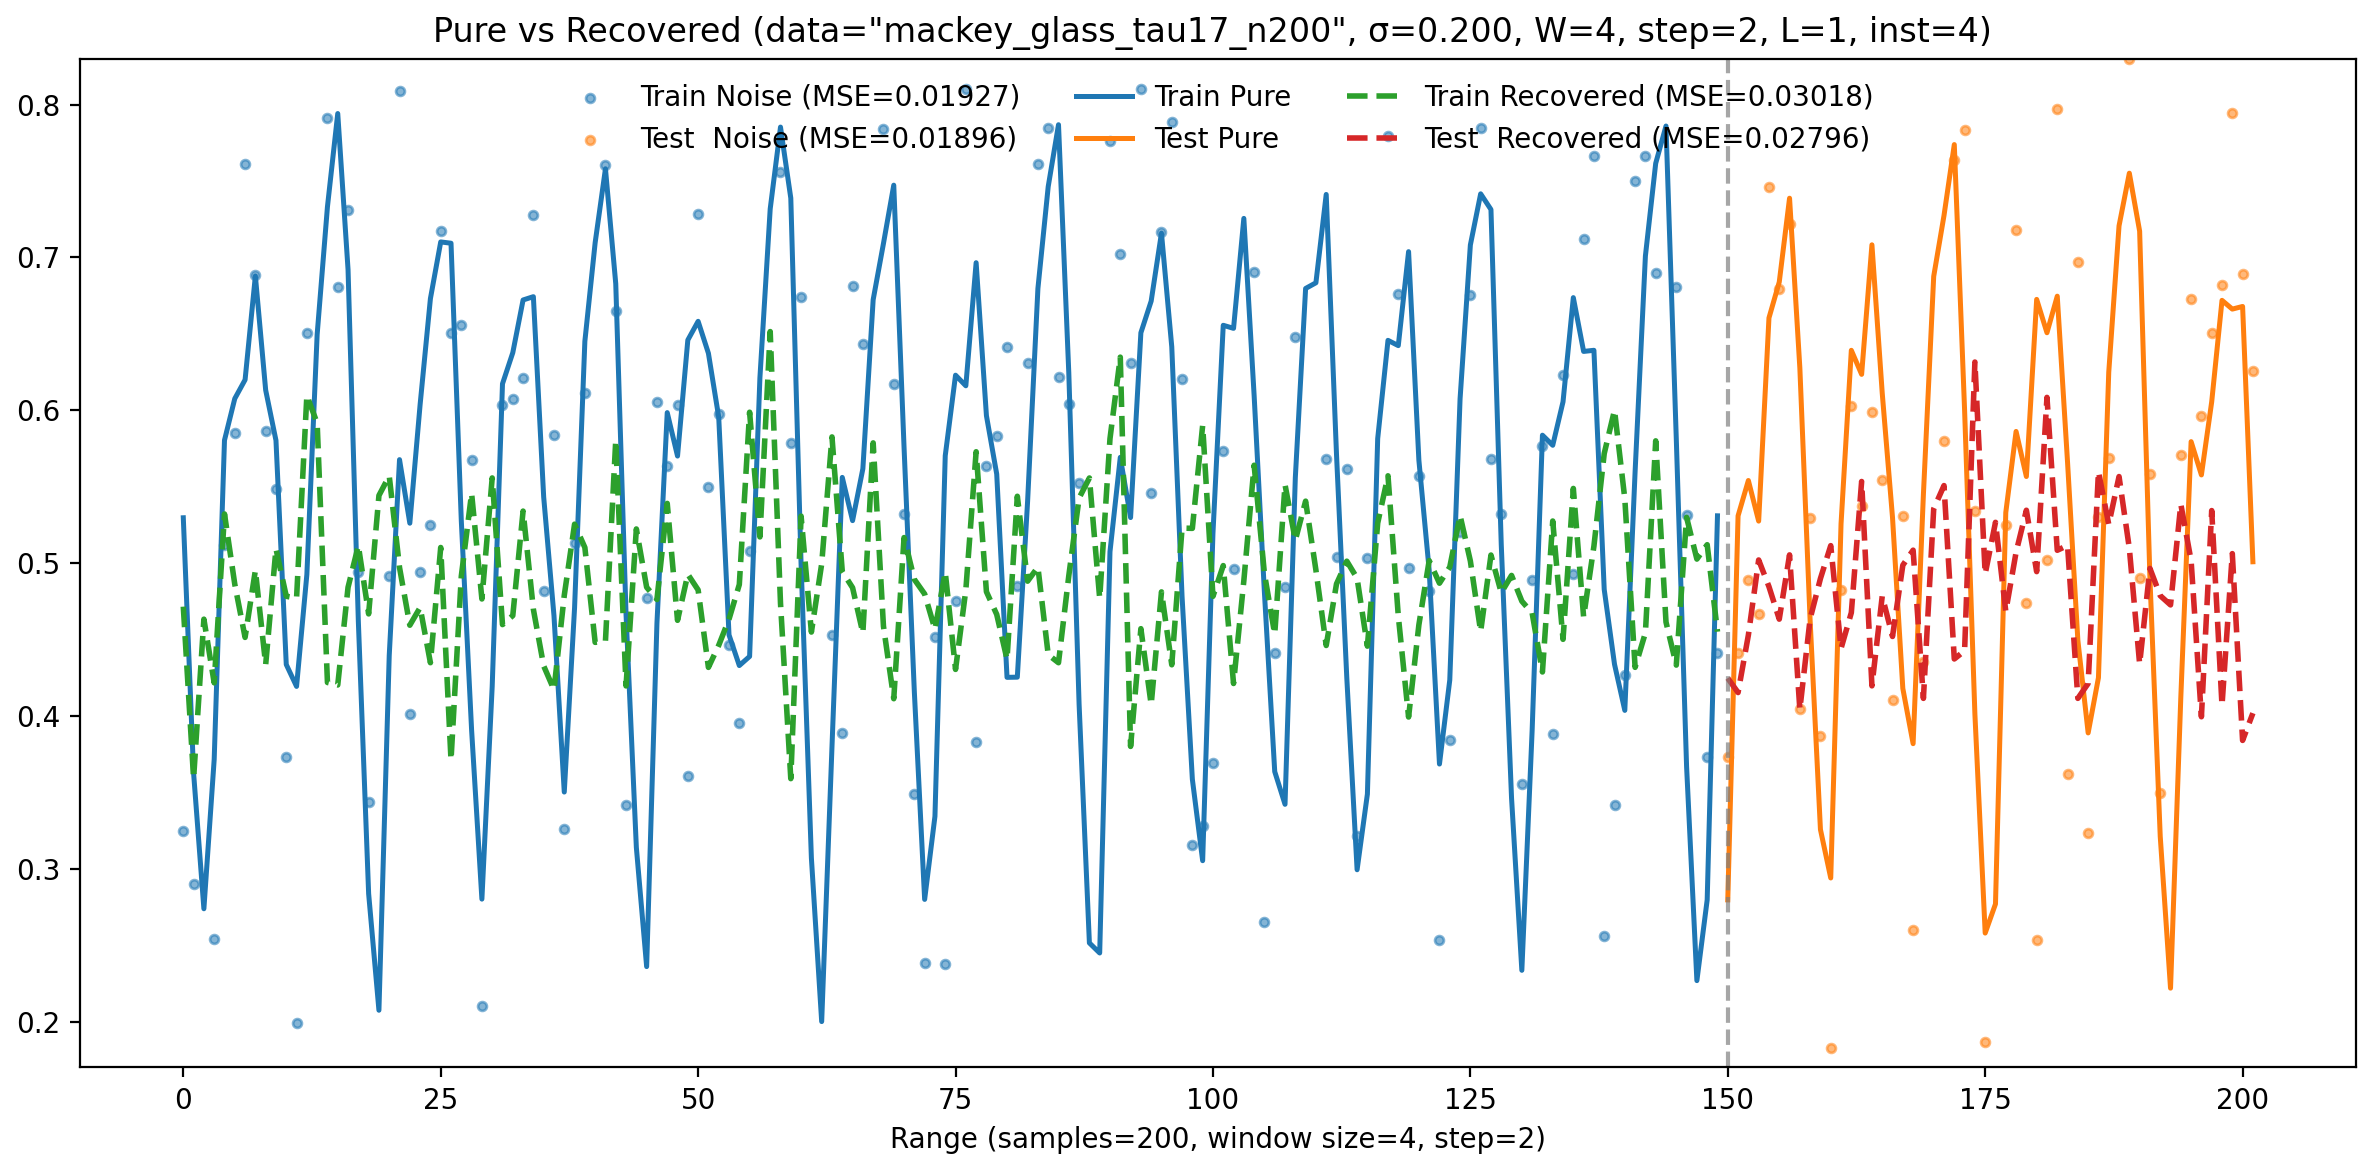 Pure vs Recovered (data="mackey_glass_tau17_n200", σ=0.200, W=4, step=2, L=1, inst=4)
Train Noise (MSE=0.01927)
Test  Noise (MSE=0.01896)
Train Pure
Test Pure
Train Recovered (MSE=0.03018)
Test  Recovered (MSE=0.02796)
0.8
0.7
0.6
0.5
0.4
0.3
0.2
0 25 50 75 100 125 150 175 200
Range (samples=200, window size=4, step=2)